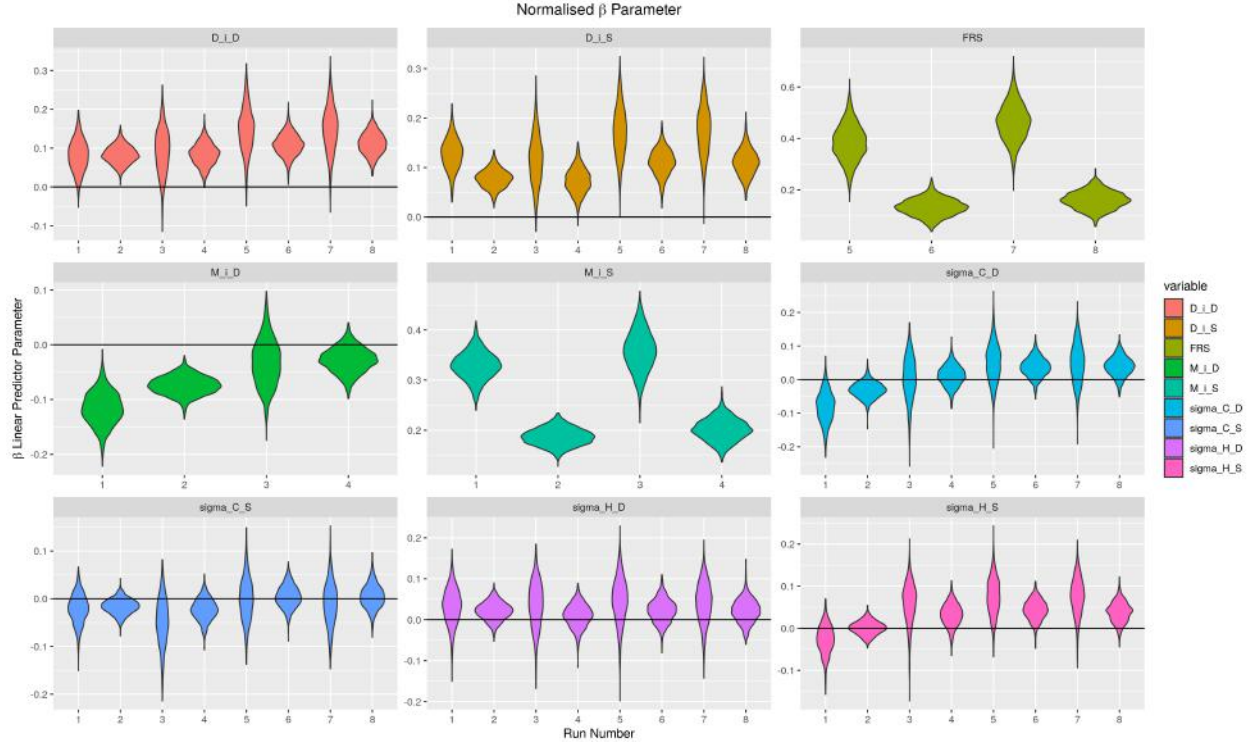 Normalised β Parameter
D_i_D
D_i_S
FRS
0.3
0.2
0.1
0.0
-0.1
1 2 3 4 5 6 7 8
0.3
0.2
0.1
0.0
1 2 3 4 5 6 7 8
0.6
0.4
0.2
5 6 7 8
M_i_D
M_i_S
sigma_C_D
0.1
0.0
-0.1
-0.2
1 2 3 4
0.4
0.3
0.2
1 2 3 4
0.2
0.1
0.0
-0.1
-0.2
1 2 3 4 5 6 7 8
sigma_C_S
sigma_H_D
sigma_H_S
0.1
0.0
-0.1
-0.2
1 2 3 4 5 6 7 8
0.2
0.1
0.0
-0.1
-0.2
1 2 3 4 5 6 7 8
0.2
0.1
0.0
-0.1
1 2 3 4 5 6 7 8
β Linear Predictor Parameter
Run Number
variable
D_i_D
D_i_S
FRS
M_i_D
M_i_S
sigma_C_D
sigma_C_S
sigma_H_D
sigma_H_S